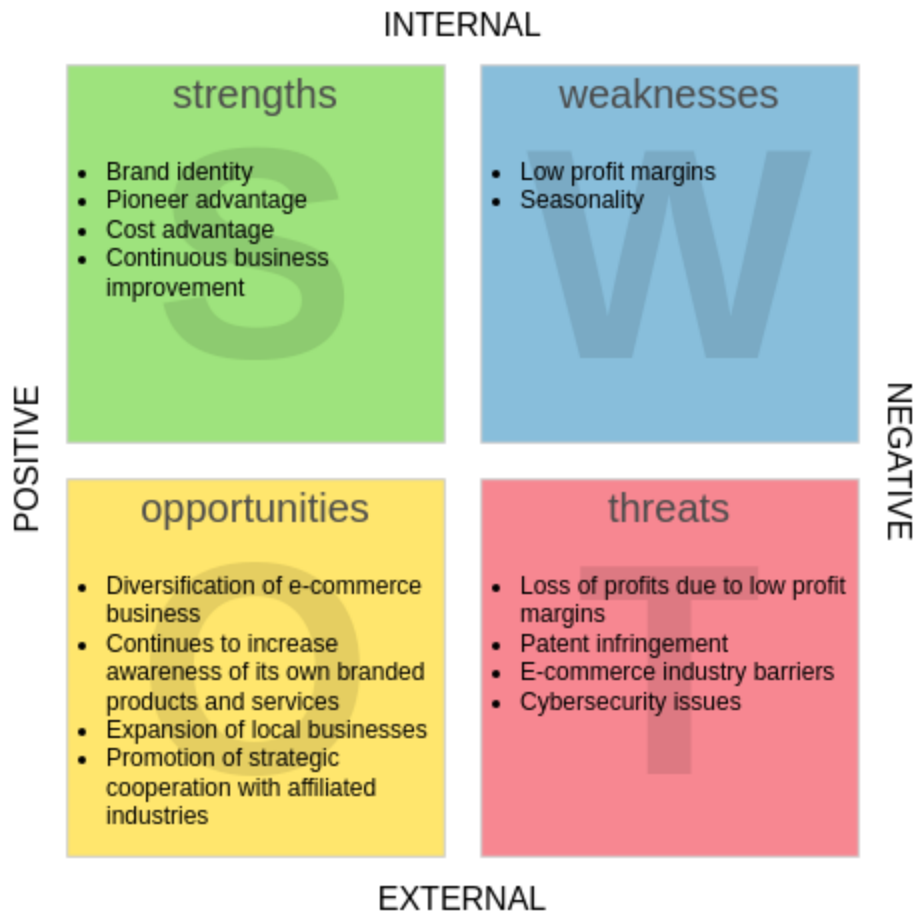 INTERNAL
strengths
S
• Brand identity
• Pioneer advantage
• Cost advantage
• Continuous business
improvement
weaknesses
W
• Low profit margins
• Seasonality
POSITIVE
NEGATIVE
opportunities
O
• Diversification of e-commerce
business
• Continues to increase
awareness of its own branded
products and services
• Expansion of local businesses
• Promotion of strategic
cooperation with affiliated
industries
threats
T
• Loss of profits due to low profit
margins
• Patent infringement
• E-commerce industry barriers
• Cybersecurity issues
EXTERNAL